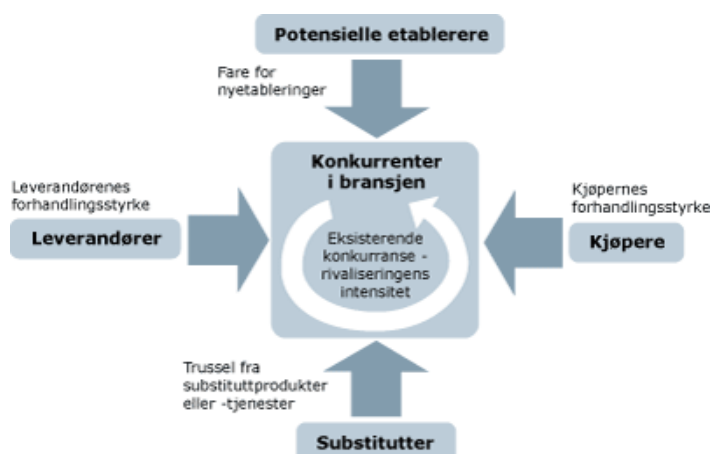 Potensielle etablerere
Fare for
nyetableringer
Konkurrenter
i bransjen
Leverandørenes
forhandlingsstyrke
Leverandører
Eksisterende
konkurranse -
rivaliseringens
intensitet
Kjøpernes
forhandlingsstyrke
Kjøpere
Trussel fra
substituttprodukter
eller -tjenester
Substitutter